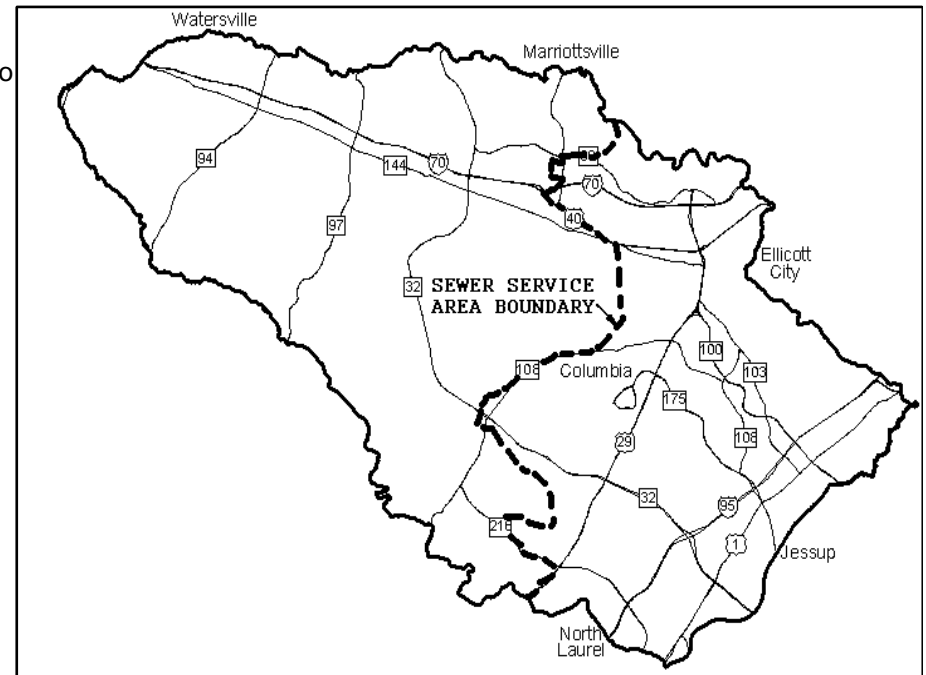 Watersville
Marriottsville
o
99
94
144
70
70
97
40
Ellicott
City
32
SEWER SERVICE
AREA BOUNDARY
100
108
Columbia
103
175
108
29
32
95
216
1
Jessup
North
Laurel